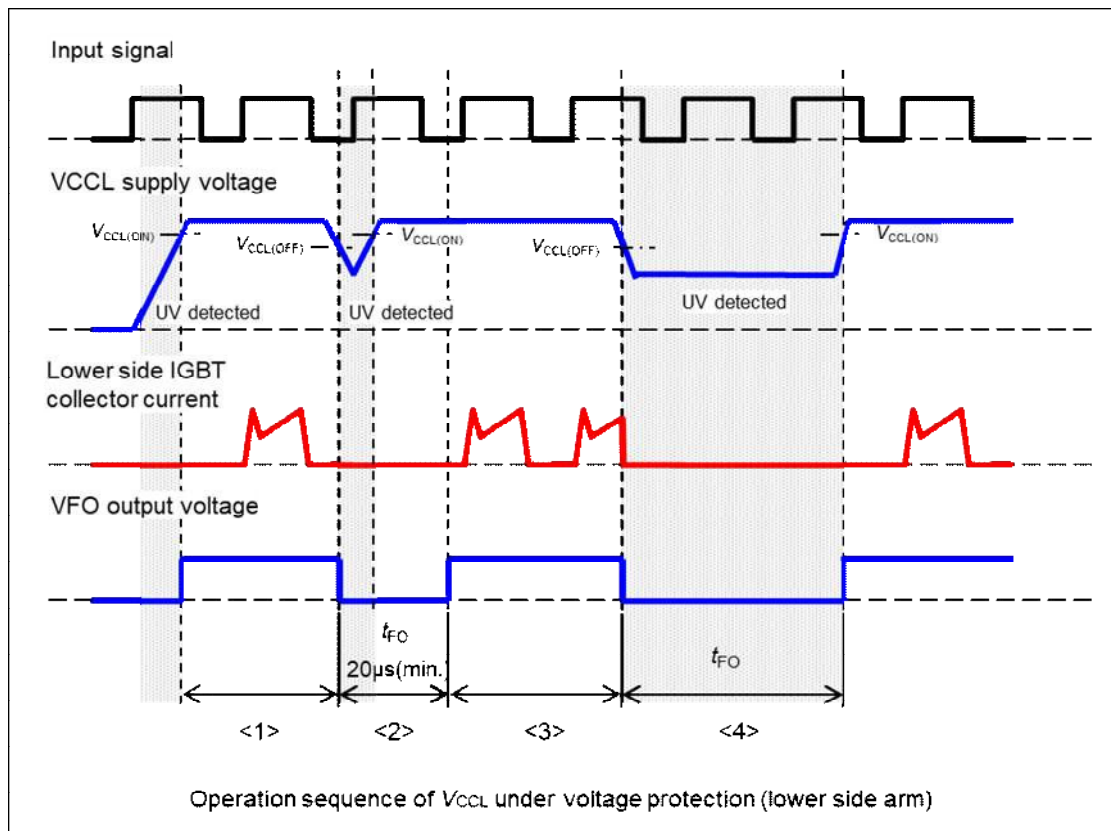 Input signal
VCCL supply voltage
VCCL(ON)
VCCL(OFF)
VCCL(ON)
VCCL(OFF)
VCCL(ON)
UV detected
UV detected
UV detected
Lower side IGBT
collector current
VFO output voltage
tFO
20µs(min.)
tFO
<1>
<2>
<3>
<4>
Operation sequence of VCCL under voltage protection (lower side arm)